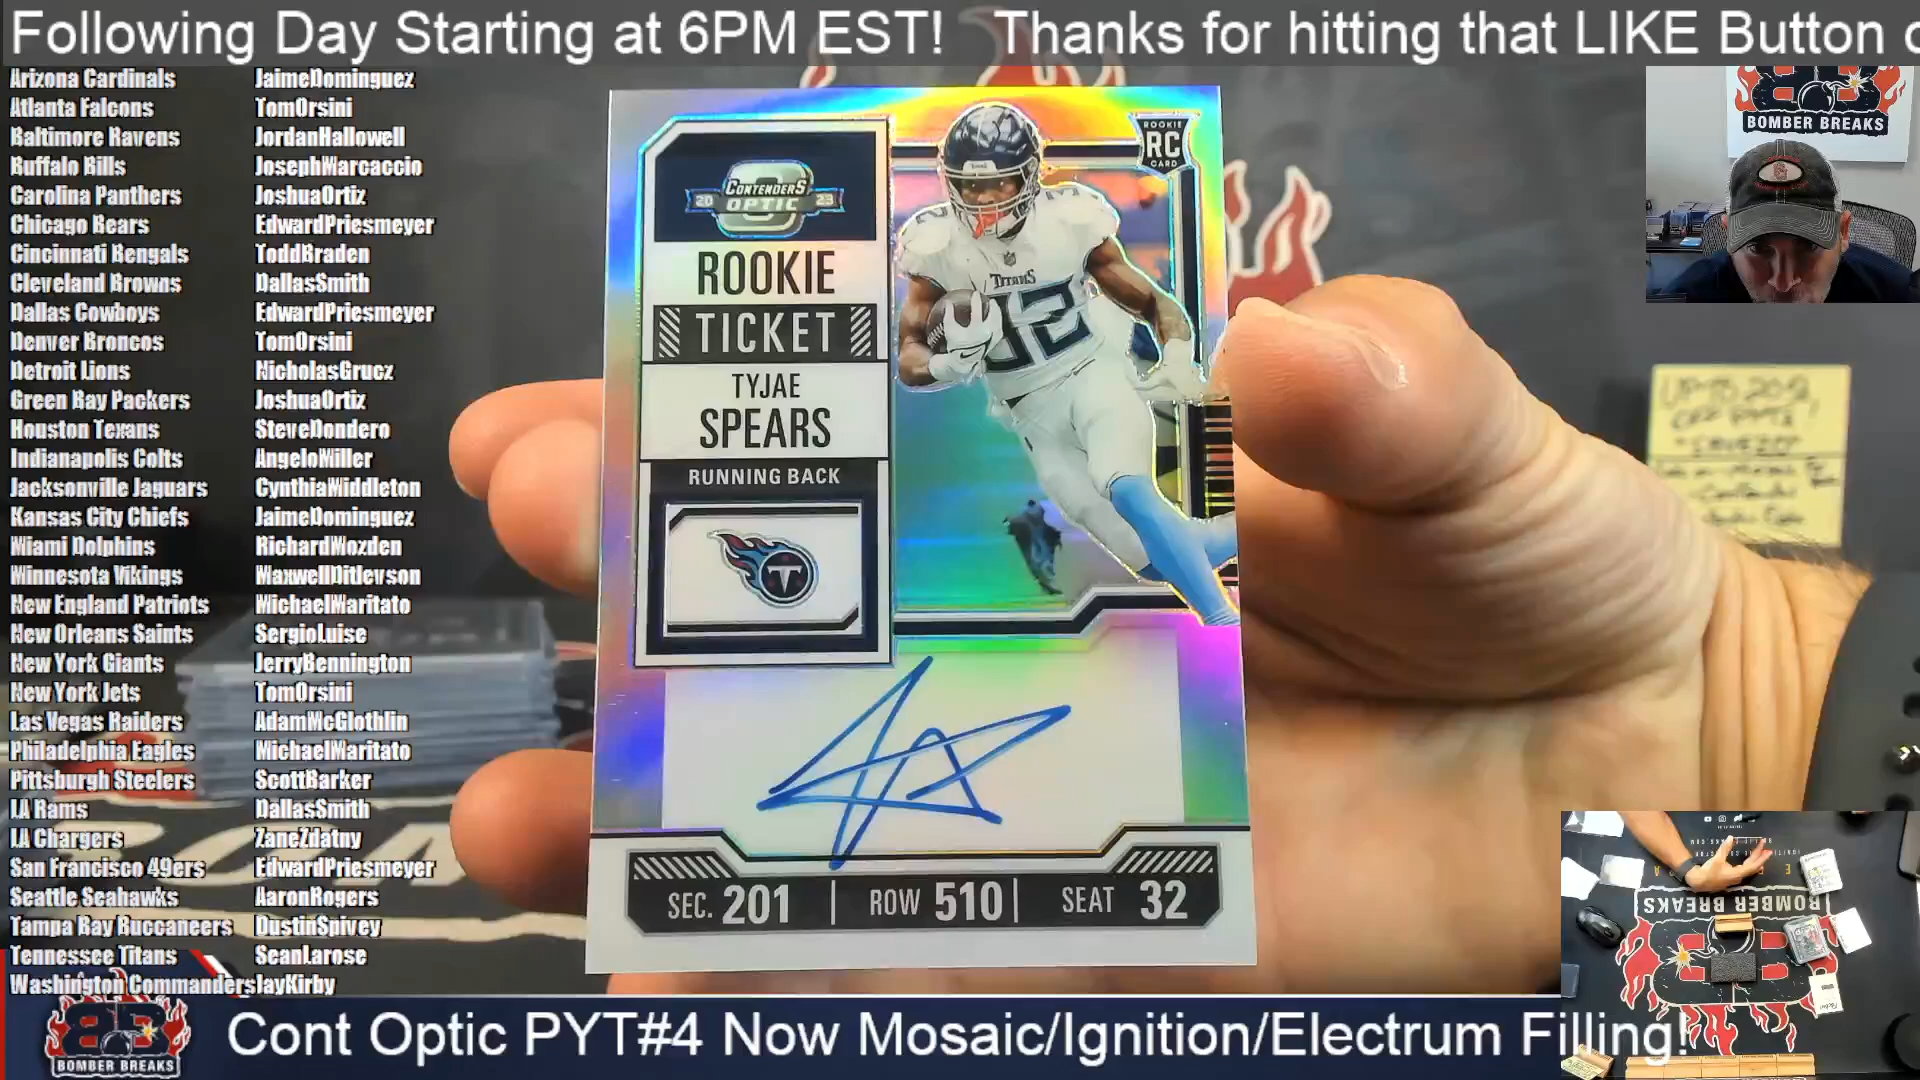 Following Day Starting at 6PM EST! Thanks for hitting that LIKE Button
Arizona Cardinals JaimeDominguez
Atlanta Falcons TomOrsini
Baltimore Ravens JordanHallowell
Buffalo Bills JosephMarcaccio
Carolina Panthers JoshuaOrtiz
Chicago Bears EdwardPriesmeyer
Cincinnati Bengals ToddBraden
Cleveland Browns DallasSmith
Dallas Cowboys EdwardPriesmeyer
Denver Broncos TomOrsini
Detroit Lions NicholasGrucz
Green Bay Packers JoshuaOrtiz
Houston Texans SteveDondero
Indianapolis Colts AngeloMiller
Jacksonville Jaguars CynthiaMiddleton
Kansas City Chiefs JaimeDominguez
Miami Dolphins RichardWozden
Minnesota Vikings MaxwellDitlevson
New England Patriots MichaelMaritato
New Orleans Saints SergioLuise
New York Giants JerryBennington
New York Jets TomOrsini
Las Vegas Raiders AdamMcGlothlin
Philadelphia Eagles MichaelMaritato
Pittsburgh Steelers ScottBarker
LA Rams DallasSmith
LA Chargers ZaneZdatny
San Francisco 49ers EdwardPriesmeyer
Seattle Seahawks AaronRogers
Tampa Bay Buccaneers DustinSpivey
Tennessee Titans SeanLarose
Washington CommandersJayKirby
CONTENDERS
20 OPTIC 23
ROOKIE
TICKET
TYJAE
SPEARS
RUNNING BACK
T
ROOKIE
RC
CARD
32
TITANS
32
SEC. 201 | ROW 510 | SEAT 32
BOMBER BREAKS
BOMBER BREAKS
BOMBER BREAKS
Cont Optic PYT#4 Now Mosaic/Ignition/Electrum Filling!